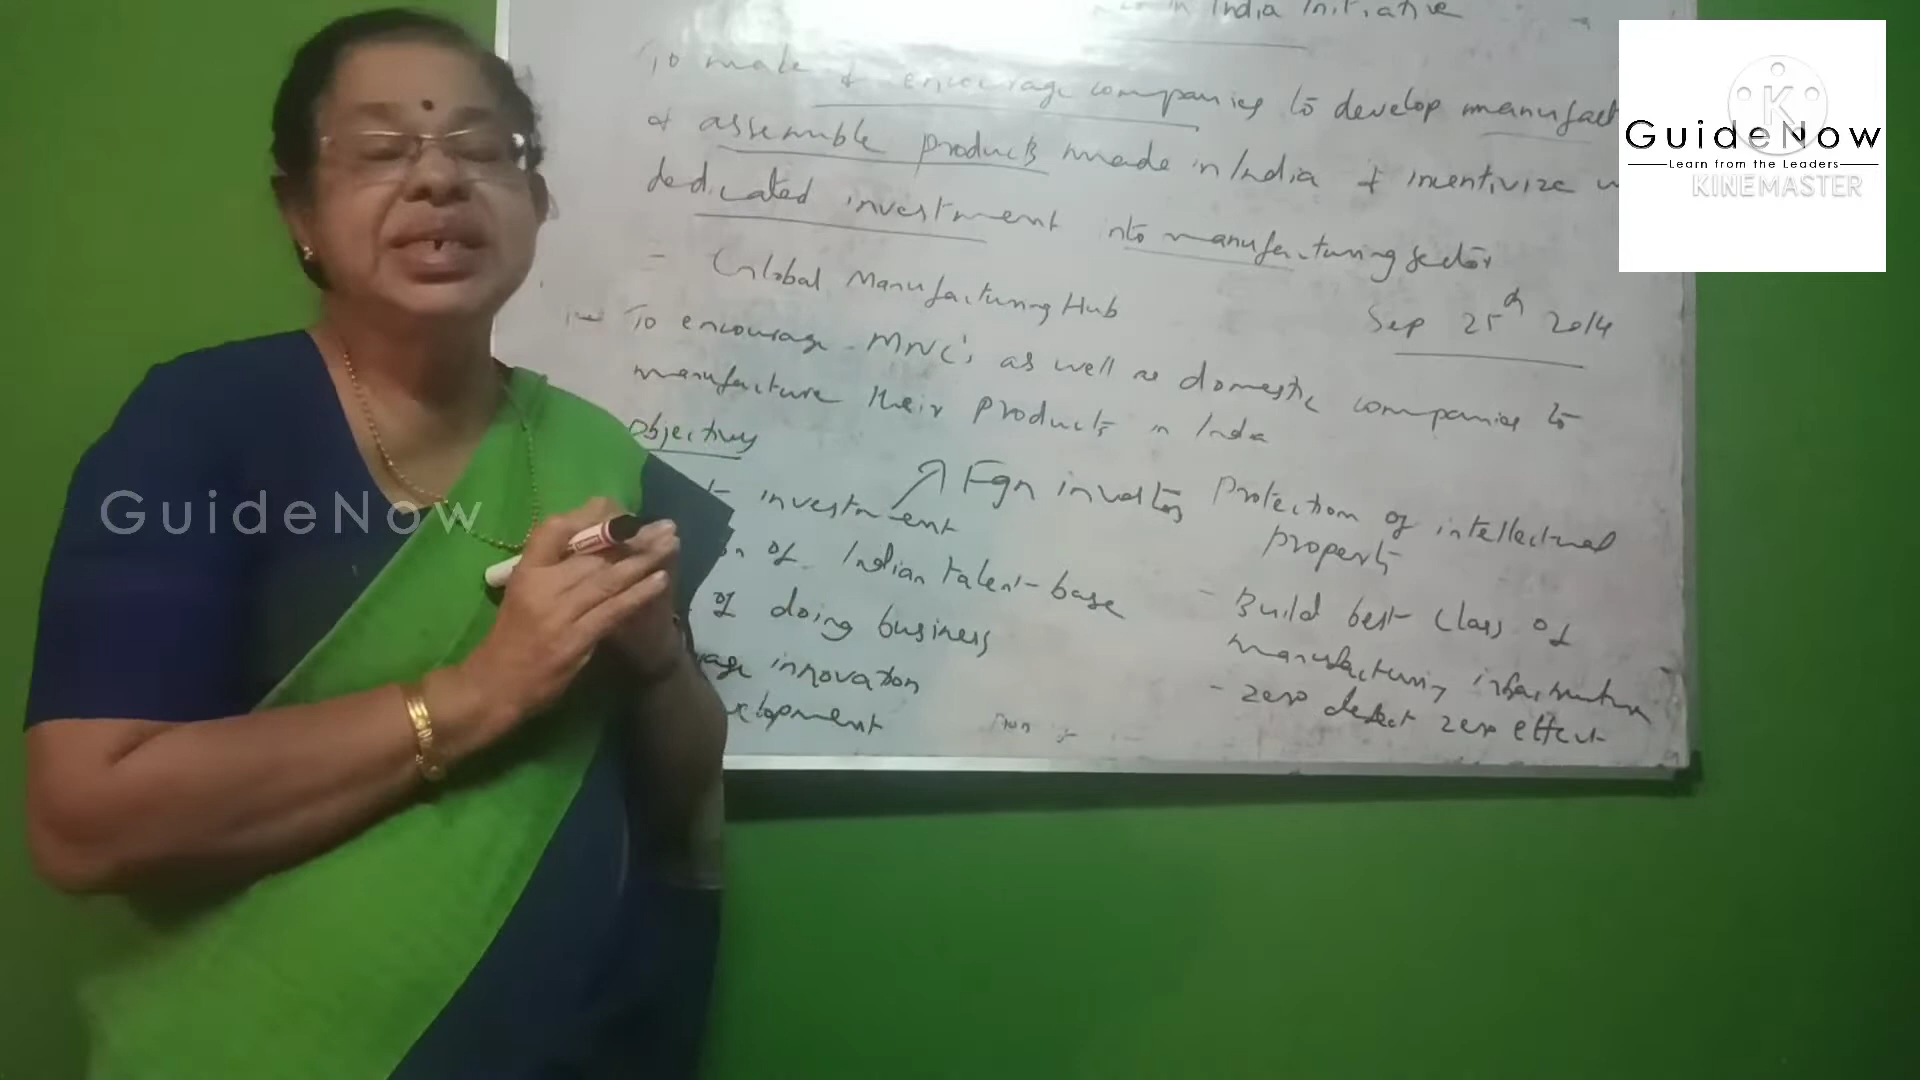 in India Initiative
To make & encourage companies to develop manufact
& assemble products made in India & incentivize
dedicated investment into manufacturing sector
- Global Manufacturing Hub
Sep 25th 2014
To encourage MNC's as well as domestic companies to
manufacture their products in India
Objectives
investment
Fgn investors
of Indian talent-base
of doing business
innovation
Protection of intellectual
property
- Build best class of
manufacturing infrastructure
- zero defect zero effect
GuideNow
Learn from the Leaders
KINEMASTER
GuideNow